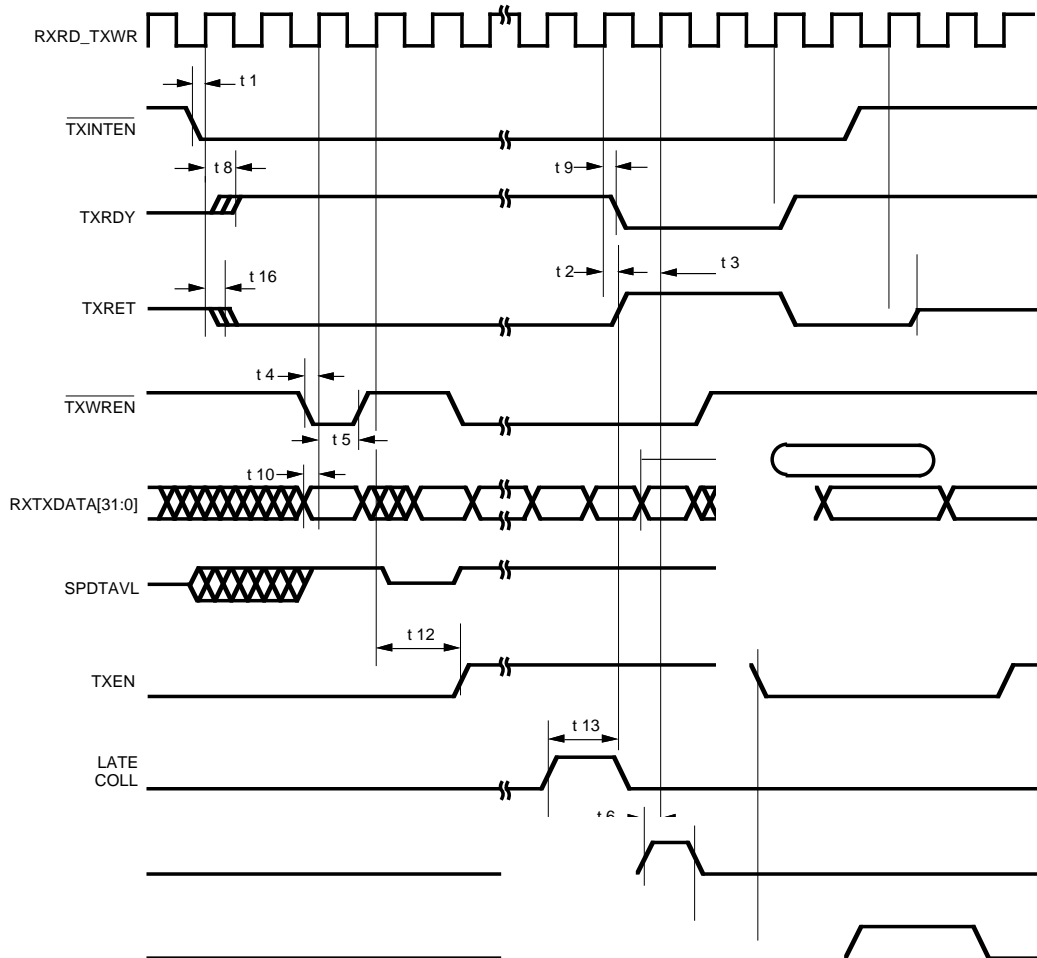 RXRD_TXWR
t 1
TXINTEN
t 8
t 9
TXRDY
t 2
t 3
t 16
TXRET
t 4
TXWREN
t 5
t 10
RXTXDATA[31:0]
SPDTAVL
t 12
TXEN
t 13
LATE
COLL
t 6